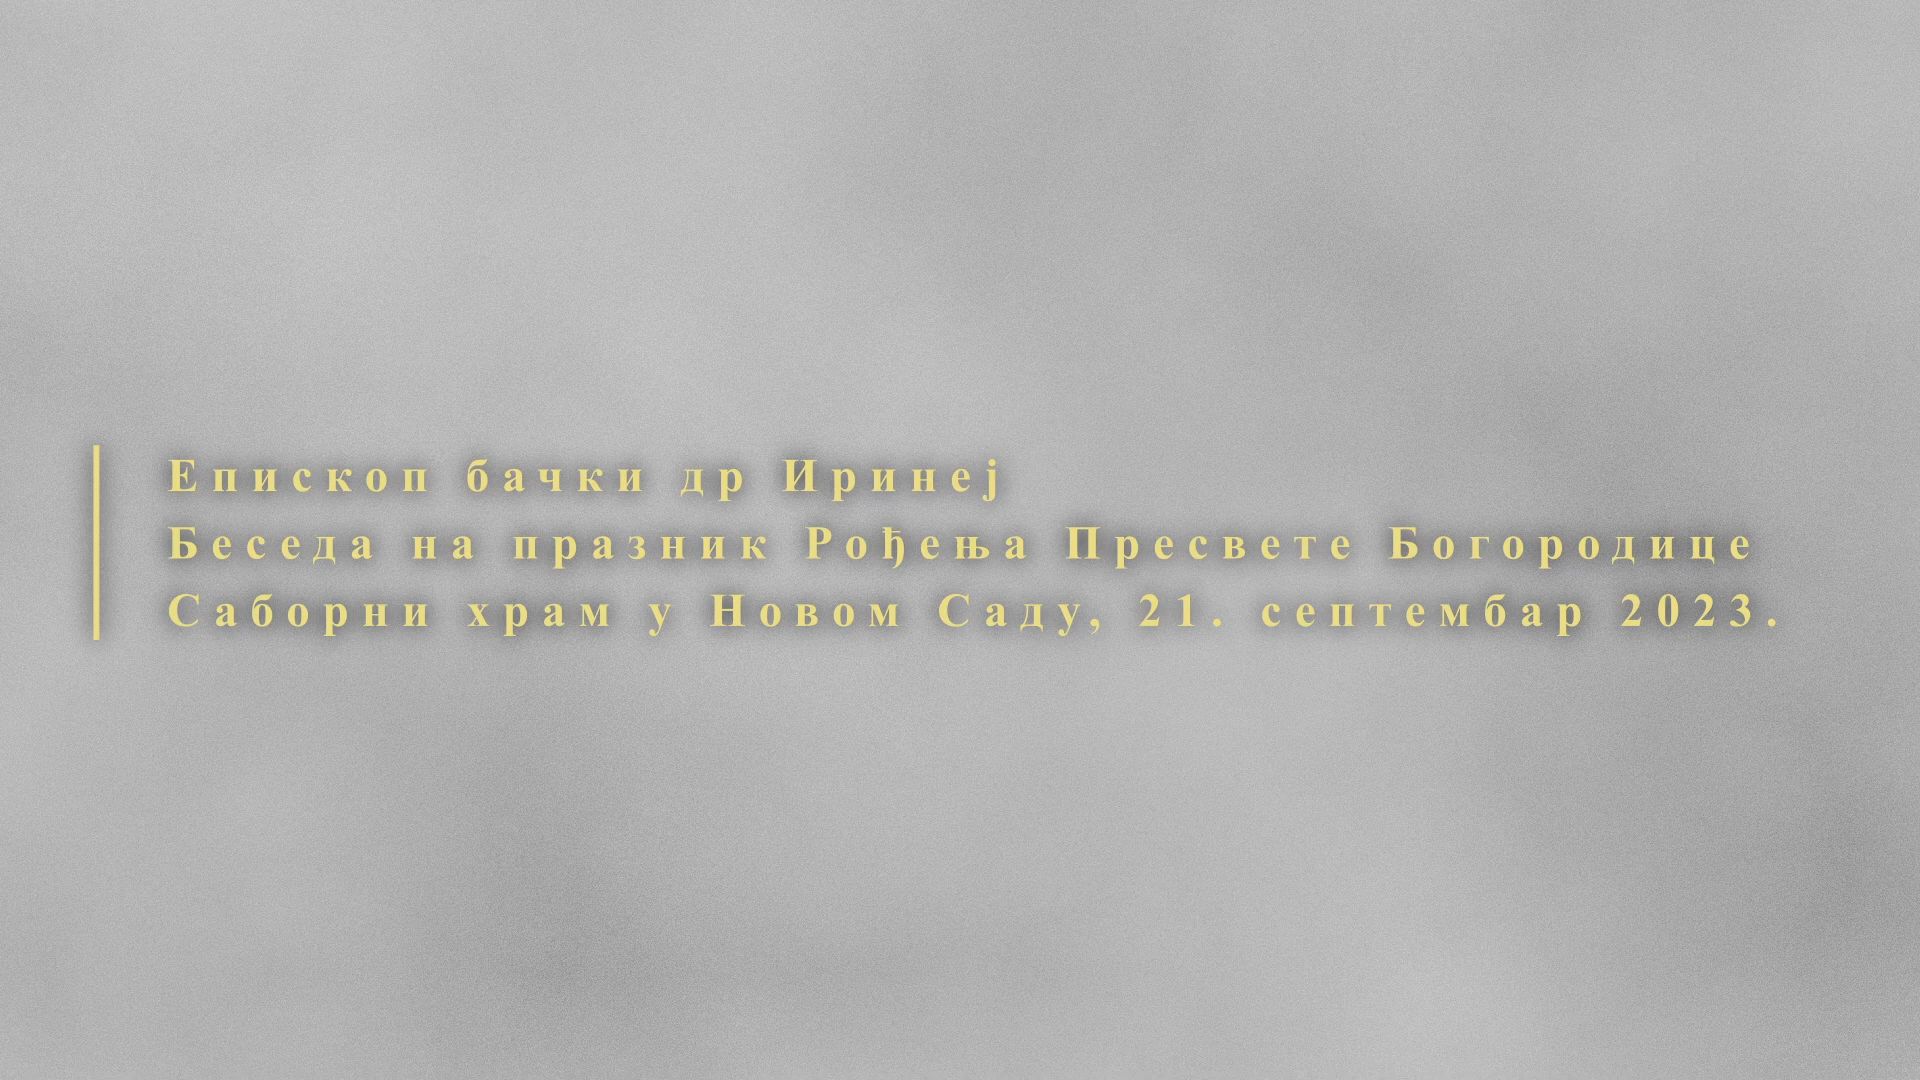 Епископ бачки др Иринеј
Беседа на празник Рођења Пресвете Богородице
Саборни храм у Новом Саду, 21. септембар 2023.